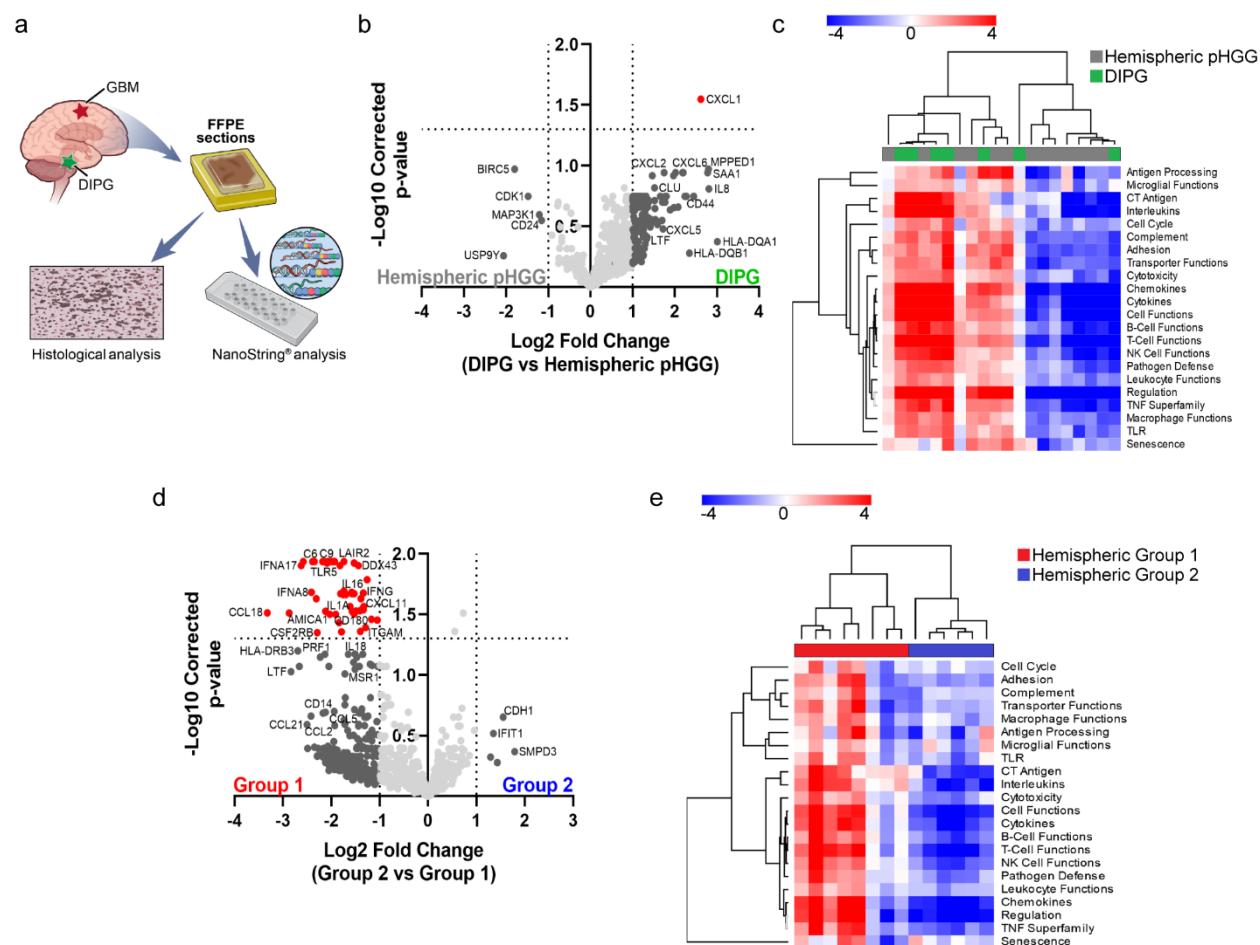 a
GBM
DIPG
FFPE
sections
Histological analysis
NanoString® analysis
b
2.0
1.5
1.0
0.5
-Log10 Corrected
p-value
CXCL1
BIRC5
CDK1
MAP3K1
CD24
USP9Y
CXCL2
CXCL6
MPPED1
SAA1
CLU
IL8
CD44
CXCL5
LTF
HLA-DQA1
HLA-DQB1
Hemispheric pHGG
DIPG
-4 -3 -2 -1 0 1 2 3 4
Log2 Fold Change
(DIPG vs Hemispheric pHGG)
c
-4 0 4
Hemispheric pHGG
DIPG
Antigen Processing
Microglial Functions
CT Antigen
Interleukins
Cell Cycle
Complement
Adhesion
Transporter Functions
Cytotoxicity
Chemokines
Cytokines
Cell Functions
B-Cell Functions
T-Cell Functions
NK Cell Functions
Pathogen Defense
Leukocyte Functions
Regulation
TNF Superfamily
Macrophage Functions
TLR
Senescence
d
2.0
1.5
1.0
0.5
-Log10 Corrected
p-value
C6 C9 LAIR2
IFNA17
TLR5
DDX43
IL16
IFNA8
IFNG
IL1A
CXCL11
CCL18
AMICA1
CD180
CSF2RB
ITGAM
HLA-DRB3
PRF1
IL18
LTF
MSR1
CD14
CCL21
CCL5
CCL2
CDH1
IFIT1
SMPD3
Group 1
Group 2
-4 -3 -2 -1 0 1 2 3
Log2 Fold Change
(Group 2 vs Group 1)
e
-4 0 4
Hemispheric Group 1
Hemispheric Group 2
Cell Cycle
Adhesion
Complement
Transporter Functions
Macrophage Functions
Antigen Processing
Microglial Functions
TLR
CT Antigen
Interleukins
Cytotoxicity
Cell Functions
Cytokines
B-Cell Functions
T-Cell Functions
NK Cell Functions
Pathogen Defense
Leukocyte Functions
Chemokines
Regulation
TNF Superfamily
Senescence